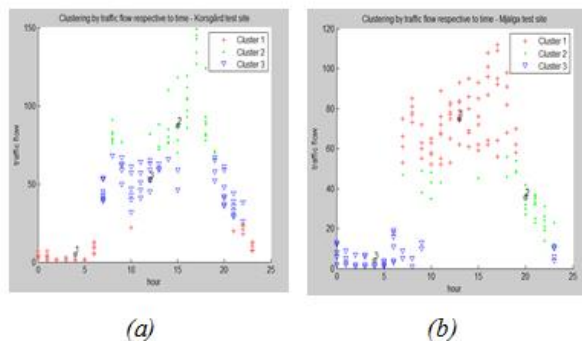 Clustering by traffic flow respective to time - Korsgård test site
150
100
50
0
traffic flow
0 5 10 15 20 25
hour
Cluster 1
Cluster 2
Cluster 3
(a)
Clustering by traffic flow respective to time - Mjalga test site
120
100
80
60
40
20
0
traffic flow
0 5 10 15 20 25
hour
Cluster 1
Cluster 2
Cluster 3
(b)